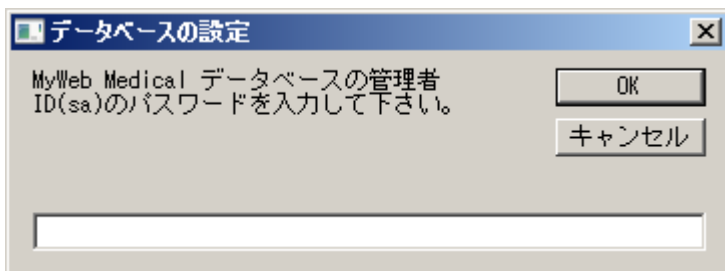 データベースの設定
MyWeb Medical データベースの管理者
ID(sa)のパスワードを入力して下さい。
OK
キャンセル